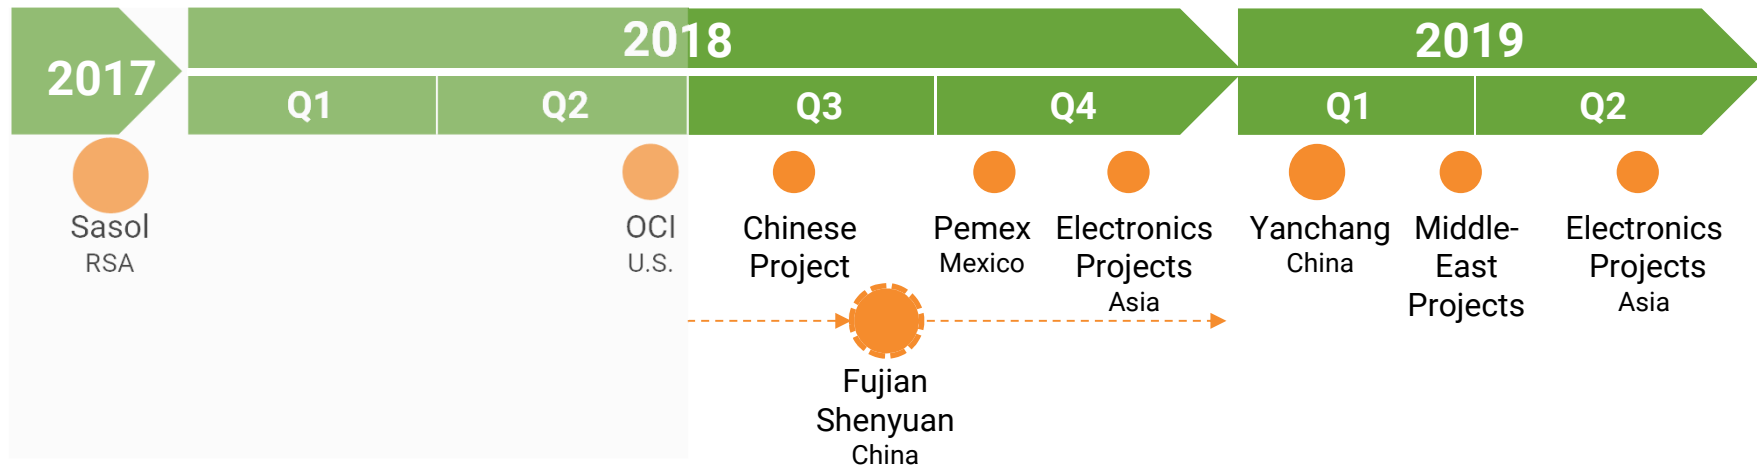 2017
2018
2019
Q1
Q2
Q3
Q4
Q1
Q2
Sasol
RSA
OCI
U.S.
Chinese
Project
Pemex
Mexico
Electronics
Projects
Asia
Yanchang
China
Middle-
East
Projects
Electronics
Projects
Asia
Fujian
Shenyuan
China